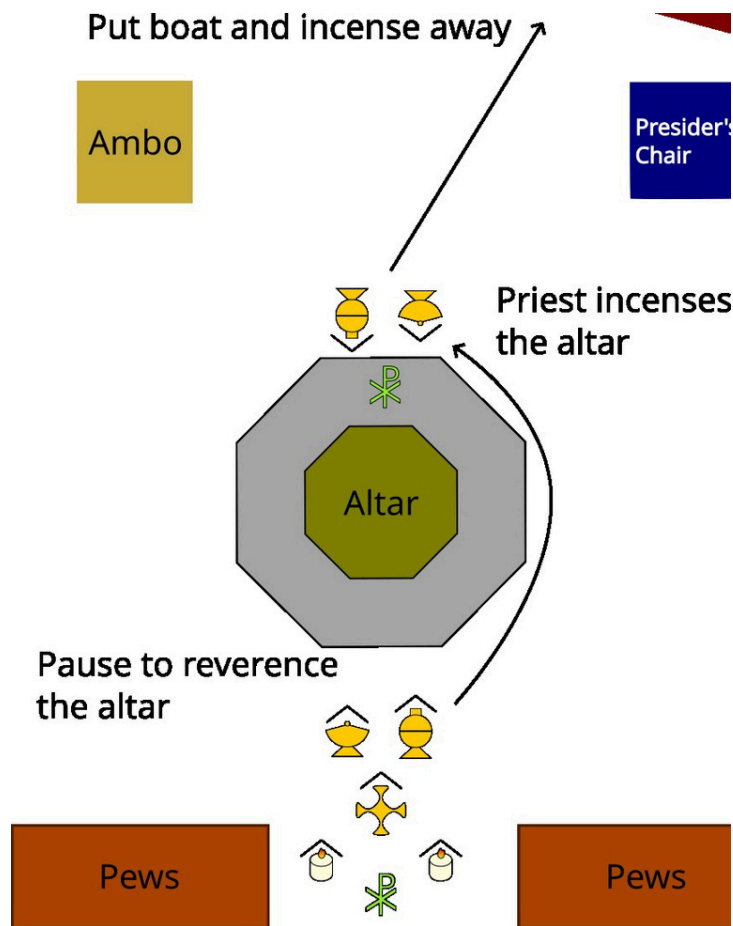 Put boat and incense away
Ambo
Presider's
Chair
Priest incenses
the altar
Altar
Pause to reverence
the altar
Pews
Pews